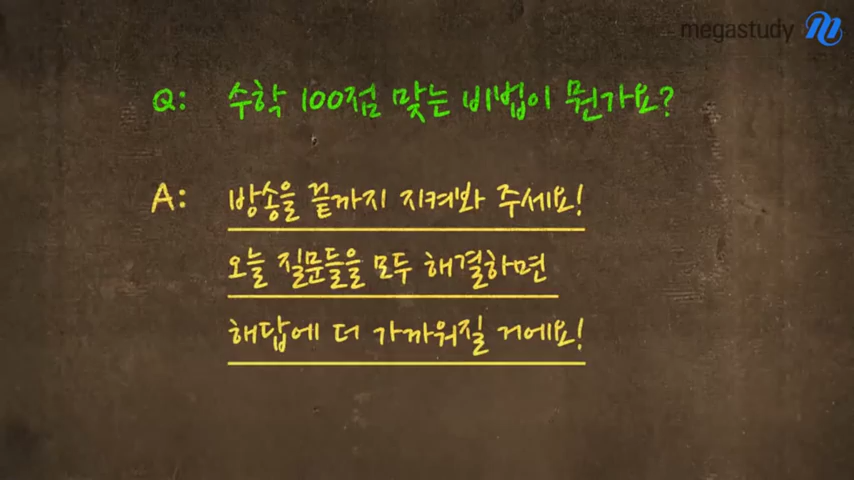 megastudy
Q: 수학 100점 맞는 비법이 뭔가요?
A: 방송을 끝까지 지켜봐 주세요!
오늘 질문들을 모두 해결하면
해답에 더 가까워질 거에요!